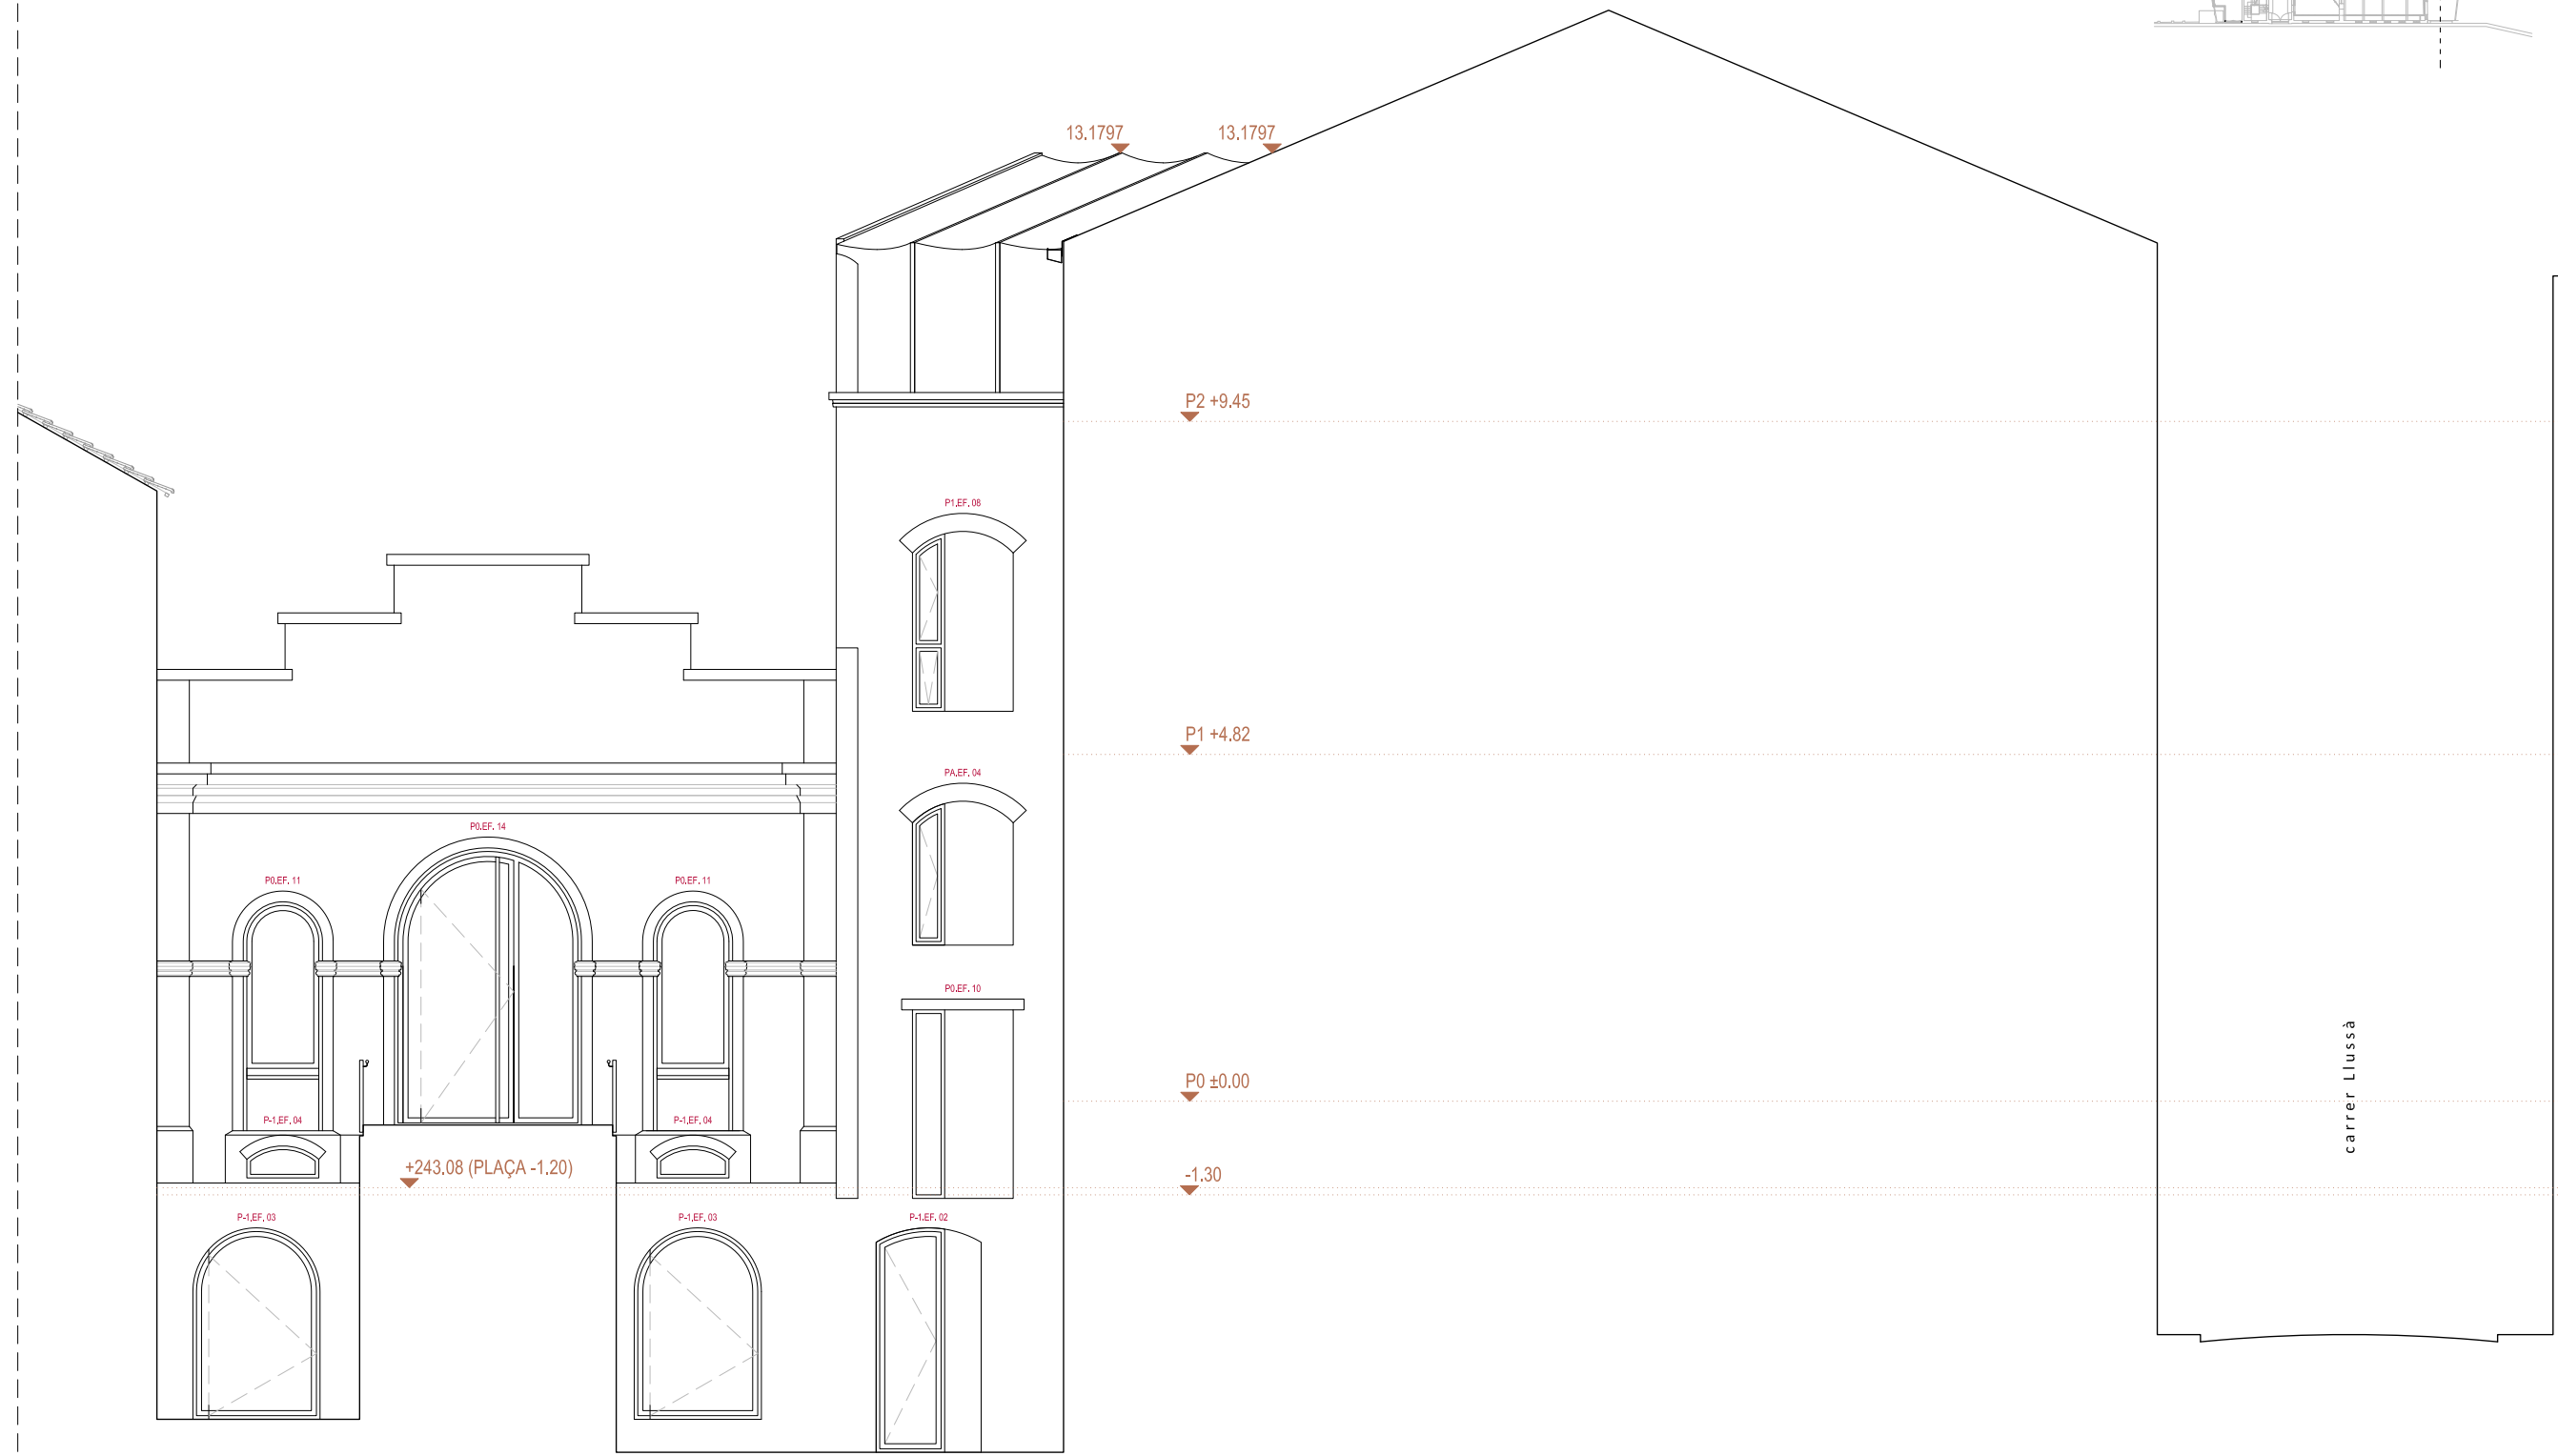 13.1797
13.1797
P2 +9.45
P1.EF. 08
P1 +4.82
PA.EF. 04
P0.EF. 14
P0.EF. 11
P0.EF. 11
P0.EF. 10
carrer Llussà
P0 ±0.00
P-1.EF. 04
P-1.EF. 04
+243.08 (PLAÇA -1.20)
-1.30
P-1.EF. 03
P-1.EF. 03
P-1.EF. 02